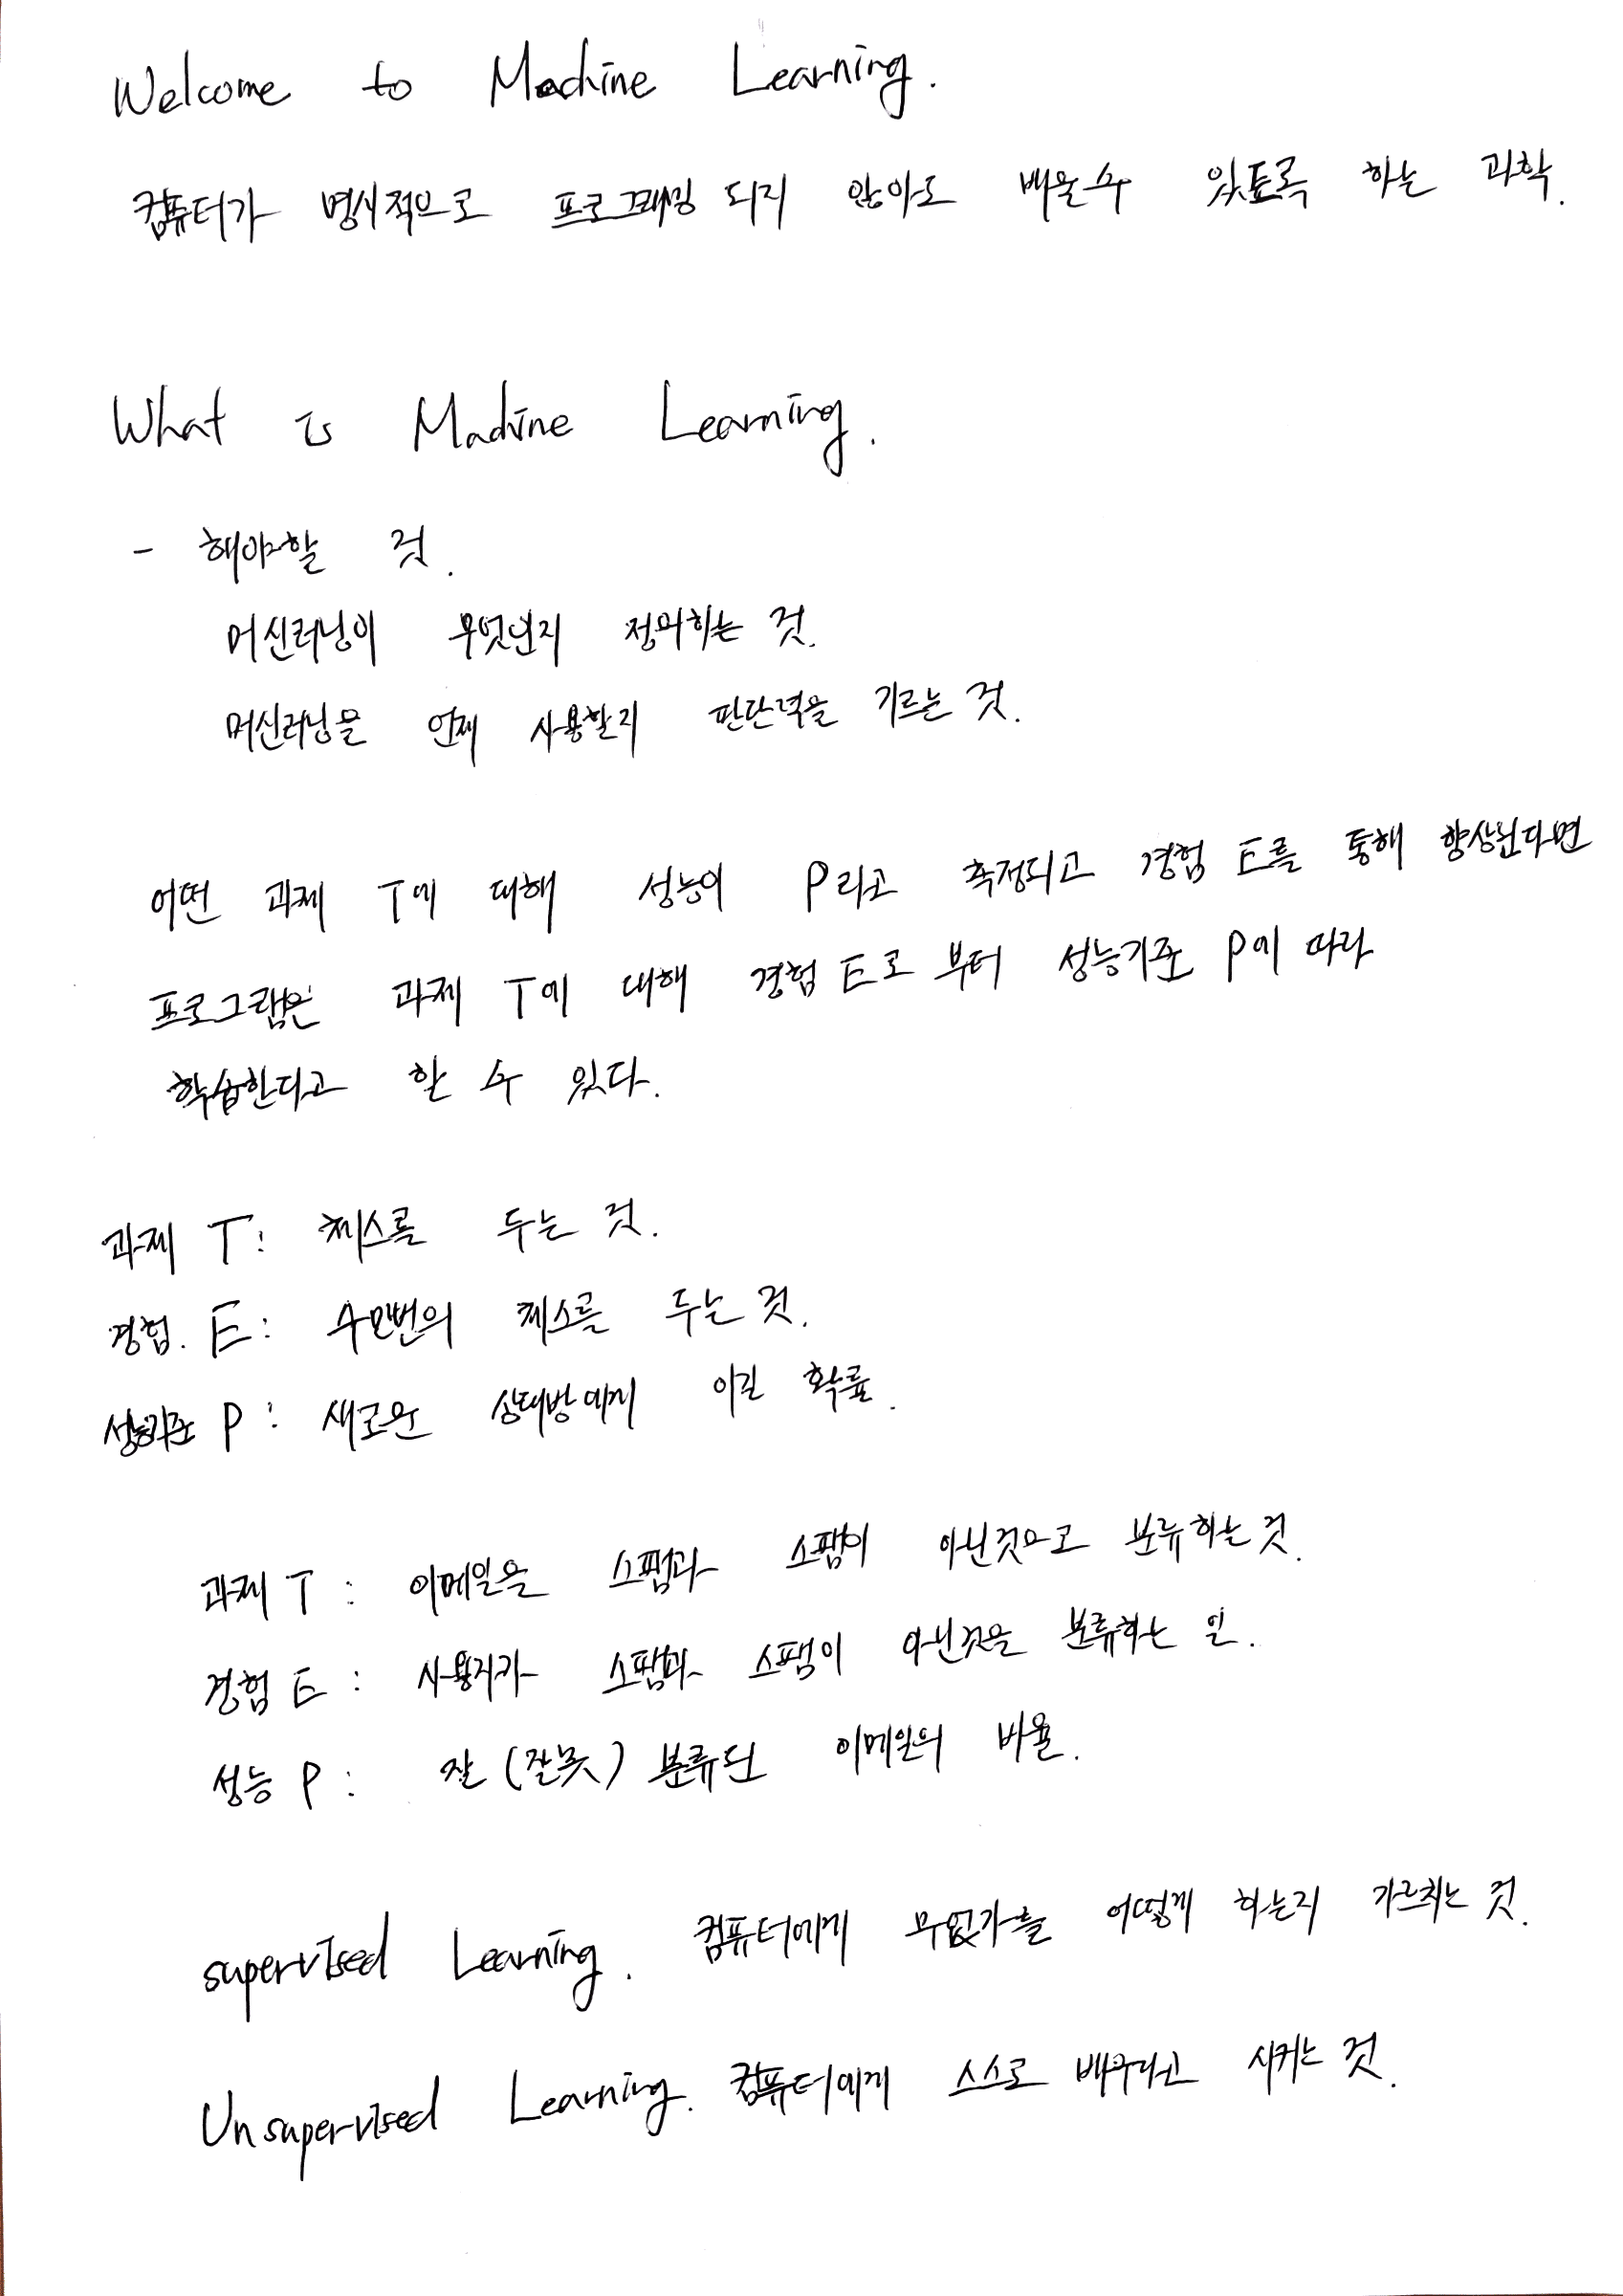 Welcome to Machine Learning.
컴퓨터가 명시적으로 프로그래밍 되지 않아도 배울수 있도록 하는 과학.
What is Machine Learning.
- 해야할 것.
머신러닝이 무엇인지 정의하는 것.
머신러닝을 언제 사용할지 판단력을 기르는 것.
어떤 과제 T에 대해 성능이 P라고 측정되고 경험 E를 통해 향상된다면
프로그램은 과제 T에 대해 경험 E로 부터 성능기준 P에 따라
학습한다고 할 수 있다.
과제 T: 체스를 두는 것.
경험. E: 수만번의 체스를 두는 것.
성능기준 P: 새로운 상대방에게 이길 확률.
과제 T: 이메일을 스팸과 스팸이 아닌것으로 분류하는 것.
경험 E: 사용자가 스팸과 스팸이 아닌것을 분류하는 일.
성능 P: 잘 (잘못) 분류된 이메일의 비율.
supervised Learning. 컴퓨터에게 무엇가를 어떻게 하는지 가르치는 것.
Unsupervised Learning. 컴퓨터에게 스스로 배우라고 시키는 것.